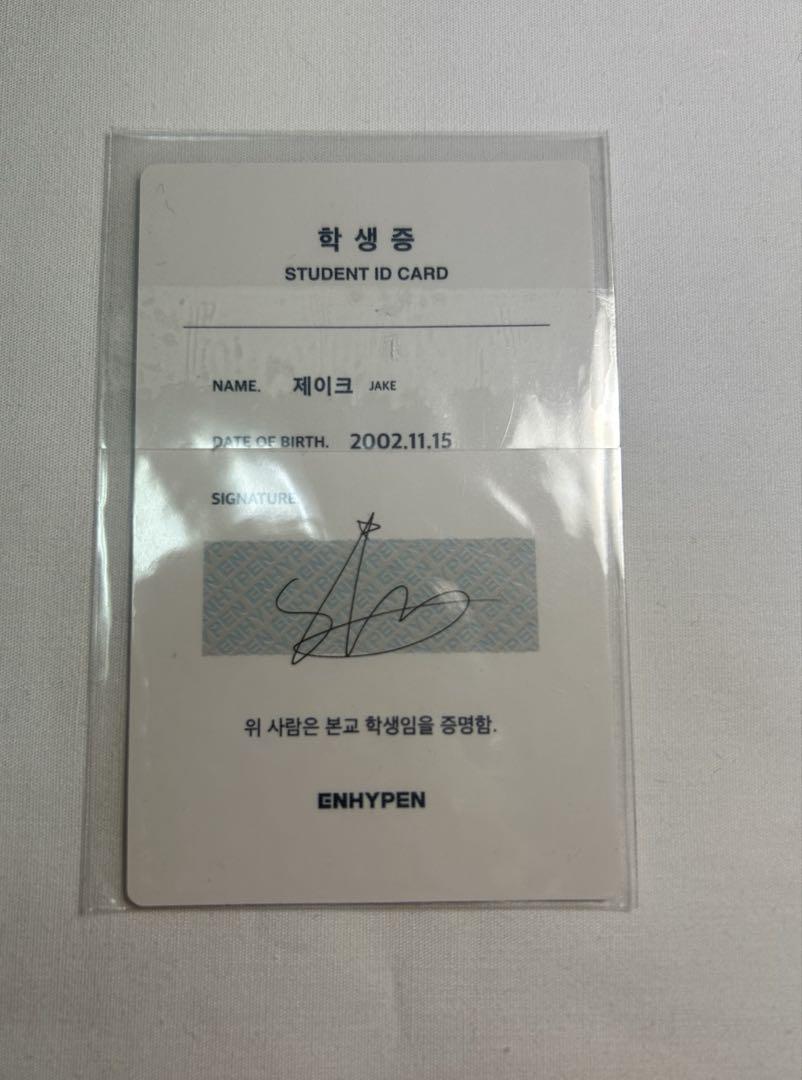 학생증
STUDENT ID CARD
NAME. 제이크 JAKE
DATE OF BIRTH. 2002.11.15
SIGNATURE
위 사람은 본교 학생임을 증명함.
ENHYPEN